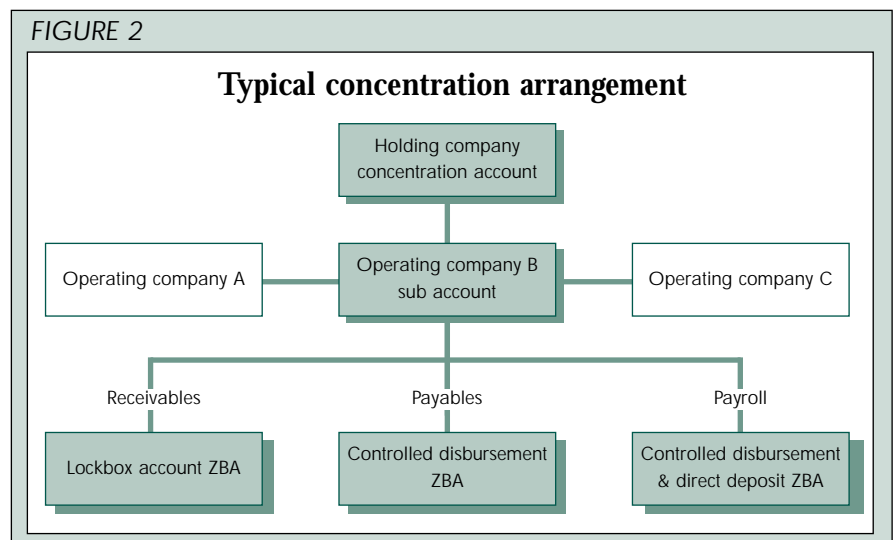 FIGURE 2
Typical concentration arrangement
Holding company
concentration account
Operating company A
Operating company B
sub account
Operating company C
Receivables
Payables
Payroll
Lockbox account ZBA
Controlled disbursement
ZBA
Controlled disbursement
& direct deposit ZBA